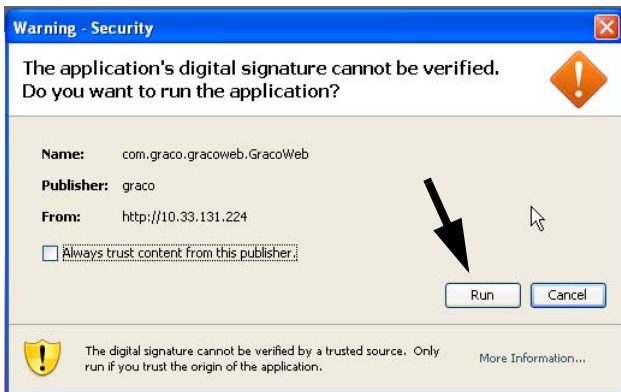 Warning - Security
The application's digital signature cannot be verified.
Do you want to run the application?
Name: com.graco.gracoweb.GracoWeb
Publisher: graco
From: http://10.33.131.224
Always trust content from this publisher.
Run Cancel
The digital signature cannot be verified by a trusted source. Only
run if you trust the origin of the application.
More Information...